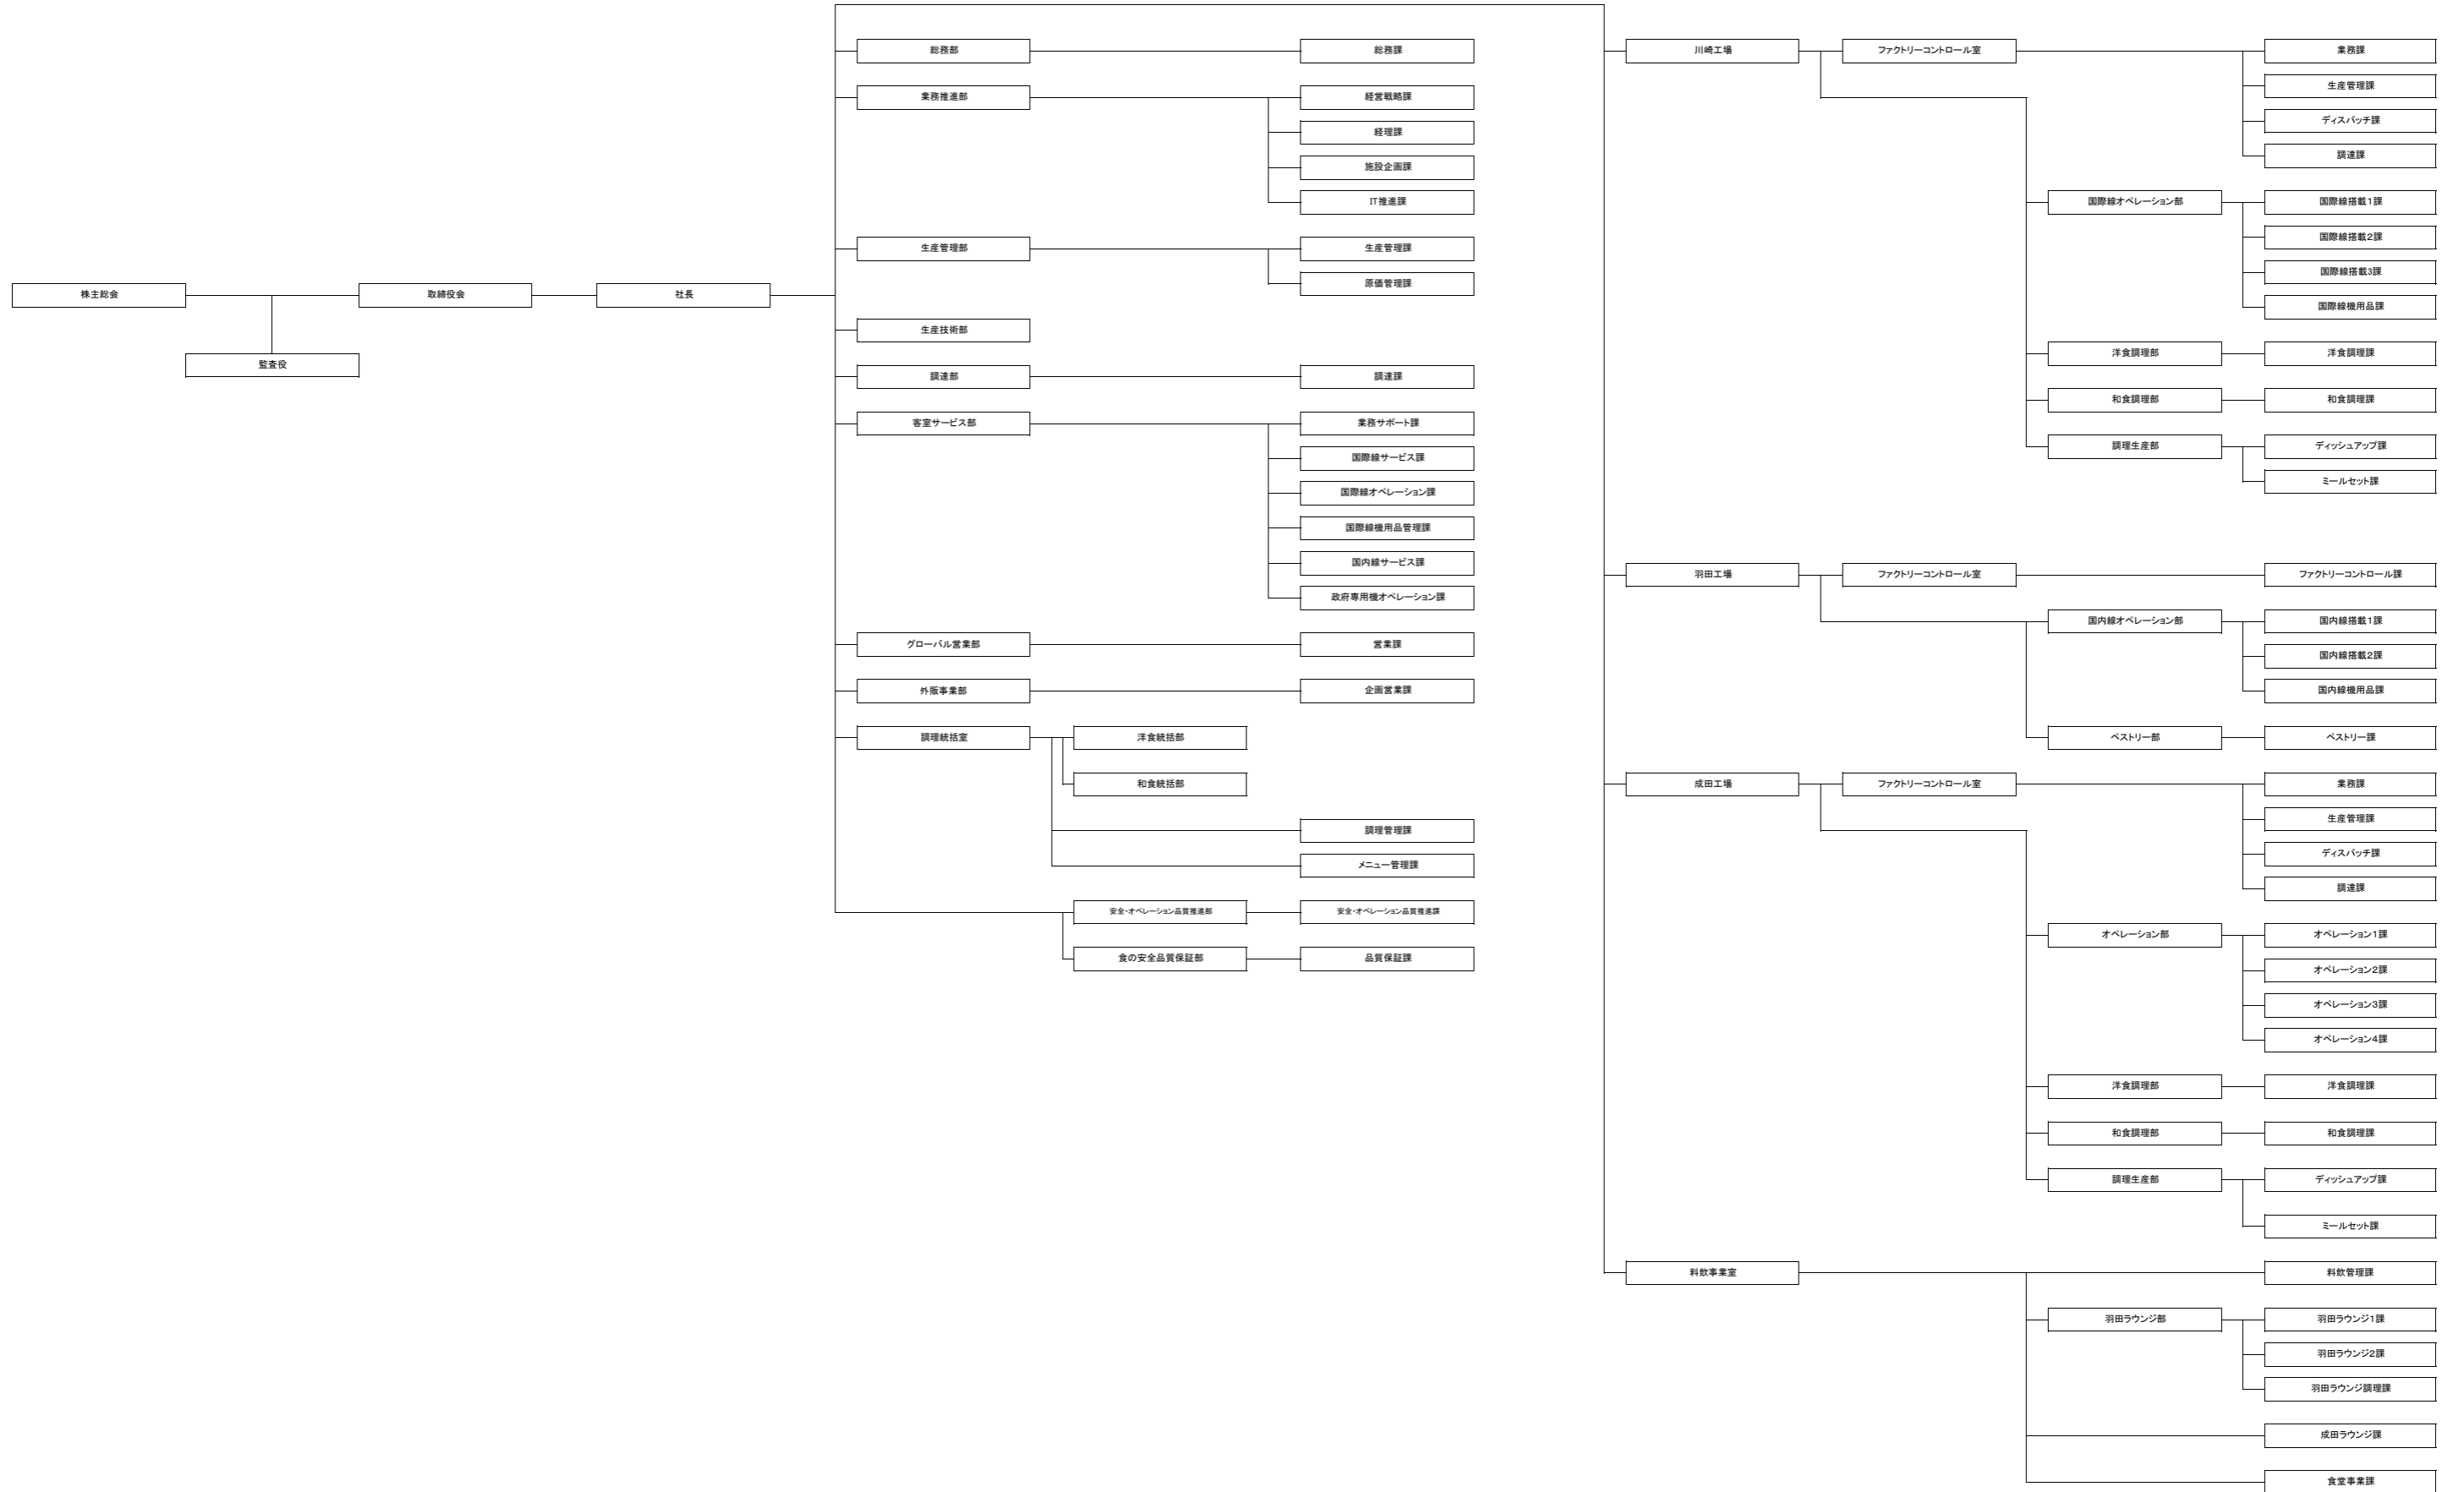 株主総会
監査役
取締役会
社長
総務部
総務課
業務推進部
経営戦略課
経理課
施設企画課
IT推進課
生産管理部
生産管理課
原価管理課
生産技術部
調達部
調達課
客室サービス部
業務サポート課
国際線サービス課
国際線オペレーション課
国際線機用品管理課
国内線サービス課
政府専用機オペレーション課
グローバル営業部
営業課
外販事業部
企画営業課
調理統括室
洋食統括部
和食統括部
調理管理課
メニュー管理課
安全・オペレーション品質推進部
安全・オペレーション品質推進課
食の安全品質保証部
品質保証課
川崎工場
ファクトリーコントロール室
業務課
生産管理課
ディスパッチ課
調達課
国際線オペレーション部
国際線搭載1課
国際線搭載2課
国際線搭載3課
国際線機用品課
洋食調理部
洋食調理課
和食調理部
和食調理課
調理生産部
ディッシュアップ課
ミールセット課
羽田工場
ファクトリーコントロール室
ファクトリーコントロール課
国内線オペレーション部
国内線搭載1課
国内線搭載2課
国内線機用品課
ペストリー部
ペストリー課
成田工場
ファクトリーコントロール室
業務課
生産管理課
ディスパッチ課
調達課
オペレーション部
オペレーション1課
オペレーション2課
オペレーション3課
オペレーション4課
洋食調理部
洋食調理課
和食調理部
和食調理課
調理生産部
ディッシュアップ課
ミールセット課
料飲事業室
料飲管理課
羽田ラウンジ部
羽田ラウンジ1課
羽田ラウンジ2課
羽田ラウンジ調理課
成田ラウンジ課
食堂事業課